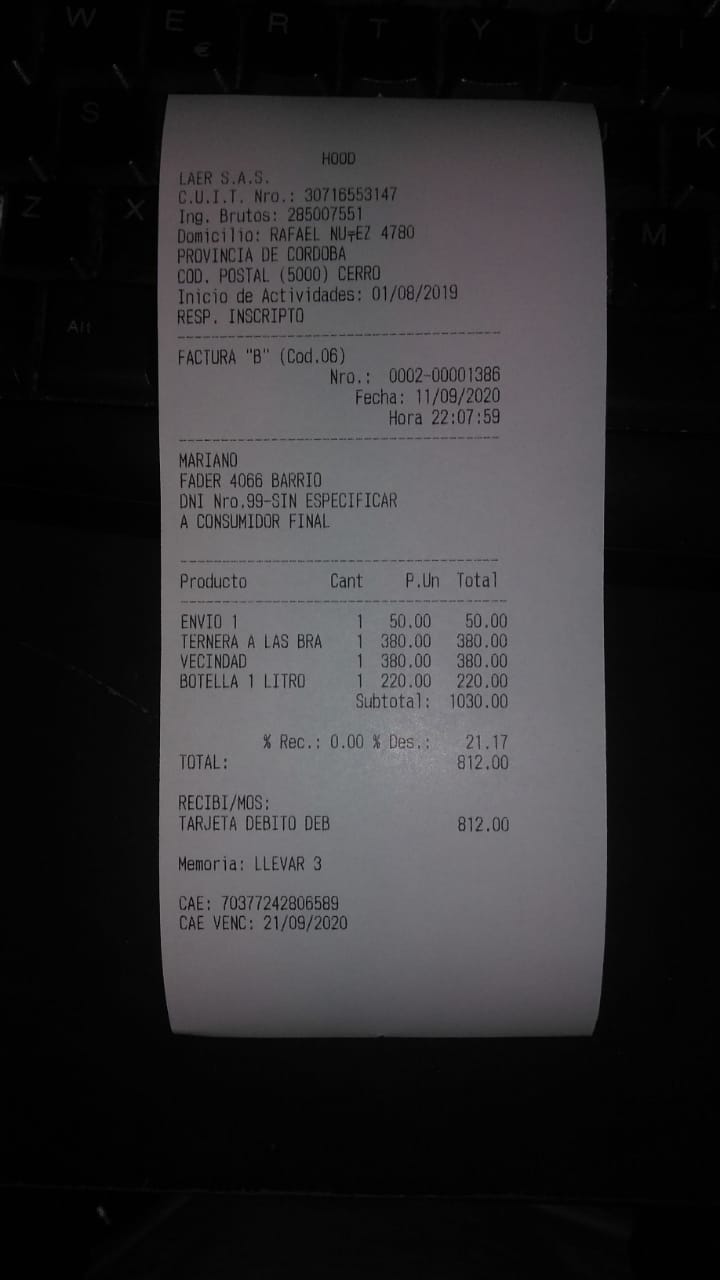 W E R T Y U I
€
S K
Z X M
Alt
HOOD
LAER S.A.S.
C.U.I.T. Nro.: 30716553147
Ing. Brutos: 285007551
Domicilio: RAFAEL NU╤EZ 4780
PROVINCIA DE CORDOBA
COD. POSTAL (5000) CERRO
Inicio de Actividades: 01/08/2019
RESP. INSCRIPTO
FACTURA "B" (Cod.06)
Nro.: 0002-00001386
Fecha: 11/09/2020
Hora 22:07:59
MARIANO
FADER 4066 BARRIO
DNI Nro.99-SIN ESPECIFICAR
A CONSUMIDOR FINAL
Producto Cant P.Un Total
ENVIO 1 1 50.00 50.00
TERNERA A LAS BRA 1 380.00 380.00
VECINDAD 1 380.00 380.00
BOTELLA 1 LITRO 1 220.00 220.00
Subtotal: 1030.00
% Rec.: 0.00 % Des.: 21.17
TOTAL: 812.00
RECIBI/MOS:
TARJETA DEBITO DEB 812.00
Memoria: LLEVAR 3
CAE: 70377242806589
CAE VENC: 21/09/2020